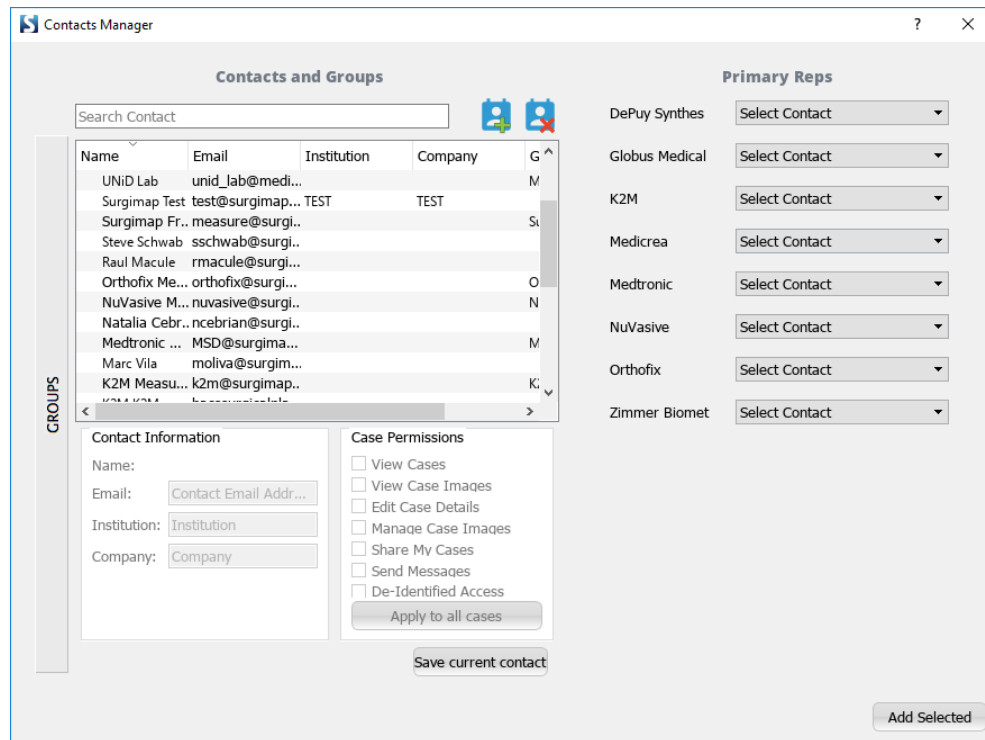 Contacts Manager
?
Contacts and Groups
Primary Reps
Search Contact
Name Email Institution Company G
UNiD Lab unid_lab@medi... M
Surgimap Test test@surgimap... TEST TEST
Surgimap Fr.. measure@surgi.. Su
Steve Schwab sschwab@surgi..
Raul Macule rmacule@surgi...
Orthofix Me... orthofix@surgi... O
NuVasive M... nuvasive@surgi.. N
Natalia Cebr.. ncebrian@surgi..
Medtronic ... MSD@surgima... M
Marc Vila moliva@surgim...
K2M Measu... k2m@surgimap.. K2
K2M K2M
GROUPS
Contact Information
Name:
Email: Contact Email Addr...
Institution: Institution
Company: Company
Case Permissions
View Cases
View Case Images
Edit Case Details
Manage Case Images
Share My Cases
Send Messages
De-Identified Access
Apply to all cases
Save current contact
DePuy Synthes Select Contact
Globus Medical Select Contact
K2M Select Contact
Medicrea Select Contact
Medtronic Select Contact
NuVasive Select Contact
Orthofix Select Contact
Zimmer Biomet Select Contact
Add Selected